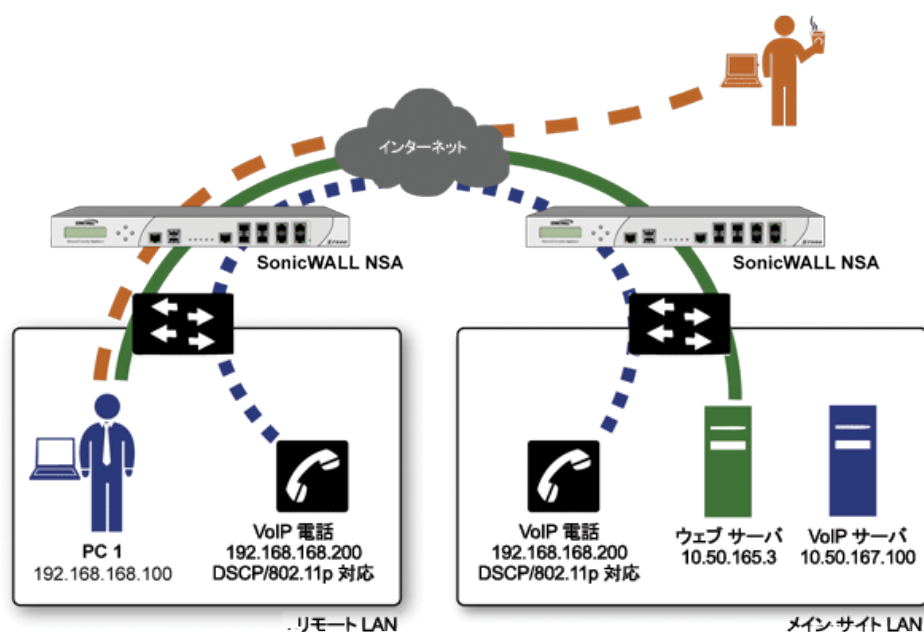 インターネット
SonicWALL NSA
SonicWALL NSA
PC 1
192.168.168.100
VoIP 電話
192.168.168.200
DSCP/802.11p 対応
VoIP 電話
192.168.168.200
DSCP/802.11p 対応
ウェブ サーバ
10.50.165.3
VoIP サーバ
10.50.167.100
. リモート LAN
メイン・サイト LAN